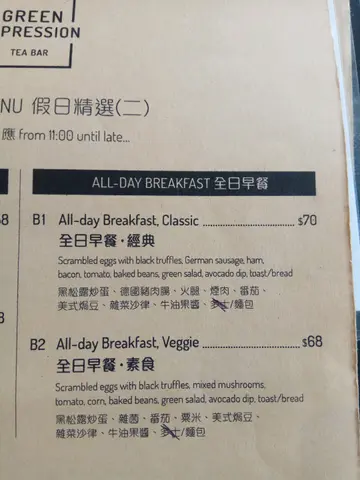 GREEN
PRESSION
TEA BAR
NU 假日精選(二)
應 from 11:00 until late...
ALL-DAY BREAKFAST 全日早餐
8
B1 All-day Breakfast, Classic $70
全日早餐・經典
Scrambled eggs with black truffles, German sausage, ham,
bacon, tomato, baked beans, green salad, avocado dip, toast/bread
黑松露炒蛋、德國豬肉腸、火腿、煙肉、番茄、
美式焗豆、雜菜沙律、牛油果醬、多士/麵包
B2 All-day Breakfast, Veggie $68
全日早餐・素食
Scrambled eggs with black truffles, mixed mushrooms,
tomato, corn, baked beans, green salad, avocado dip, toast/bread
黑松露炒蛋、雜菌、番茄、粟米、美式焗豆、
雜菜沙律、牛油果醬、多士/麵包